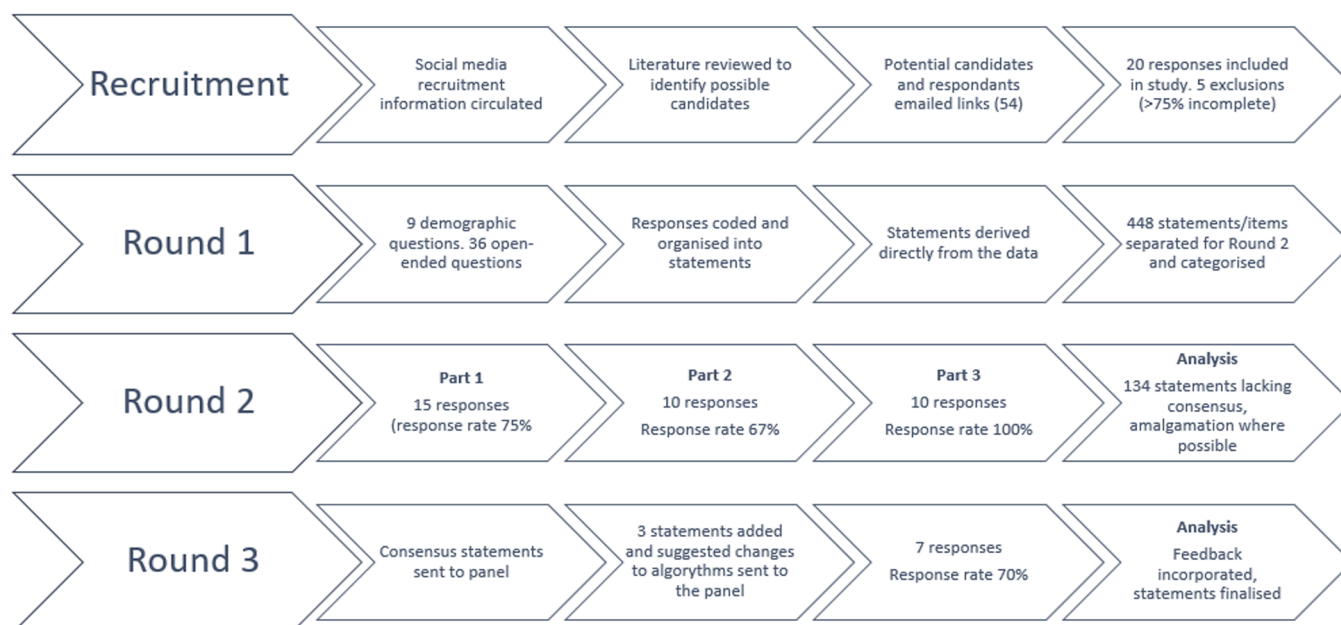 Recruitment
Social media
recruitment
information circulated
Literature reviewed to
identify possible
candidates
Potential candidates
and respondants
emailed links (54)
20 responses included
in study. 5 exclusions
(>75% incomplete)
Round 1
9 demographic
questions. 36 open-
ended questions
Responses coded and
organised into
statements
Statements derived
directly from the data
448 statements/items
separated for Round 2
and categorised
Round 2
Part 1
15 responses
(response rate 75%
Part 2
10 responses
Response rate 67%
Part 3
10 responses
Response rate 100%
Analysis
134 statements lacking
consensus,
amalgamation where
possible
Round 3
Consensus statements
sent to panel
3 statements added
and suggested changes
to algorythms sent to
the panel
7 responses
Response rate 70%
Analysis
Feedback
incorporated,
statements finalised